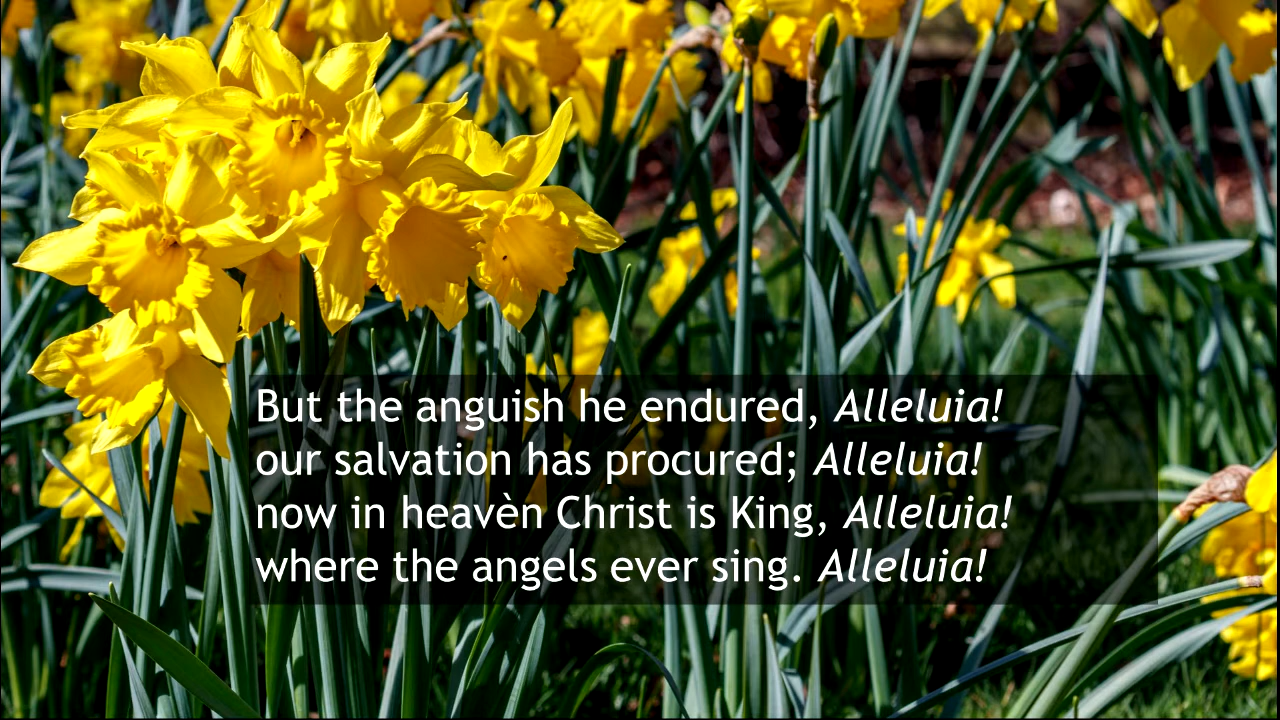 But the anguish he endured, Alleluia!
our salvation has procured; Alleluia!
now in heavèn Christ is King, Alleluia!
where the angels ever sing. Alleluia!